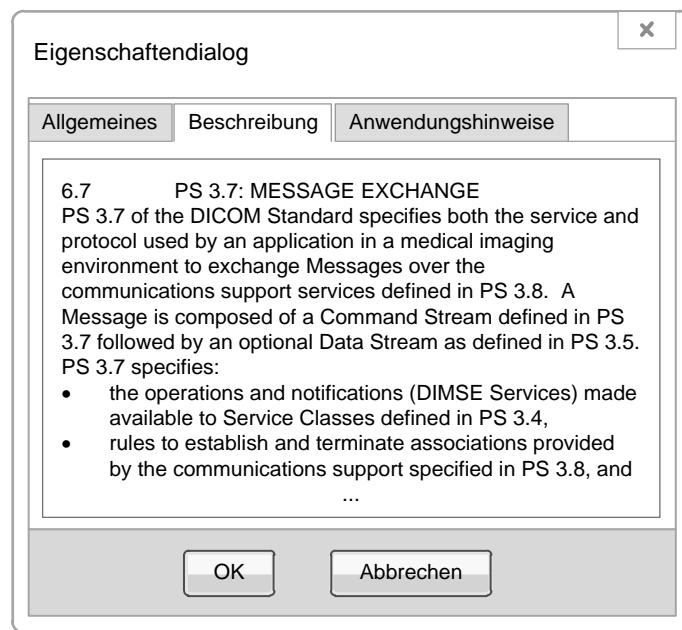 Eigenschaftendialog
Allgemeines Beschreibung Anwendungshinweise
6.7 PS 3.7: MESSAGE EXCHANGE
PS 3.7 of the DICOM Standard specifies both the service and
protocol used by an application in a medical imaging
environment to exchange Messages over the
communications support services defined in PS 3.8. A
Message is composed of a Command Stream defined in PS
3.7 followed by an optional Data Stream as defined in PS 3.5.
PS 3.7 specifies:
• the operations and notifications (DIMSE Services) made
available to Service Classes defined in PS 3.4,
• rules to establish and terminate associations provided
by the communications support specified in PS 3.8, and
...
OK Abbrechen